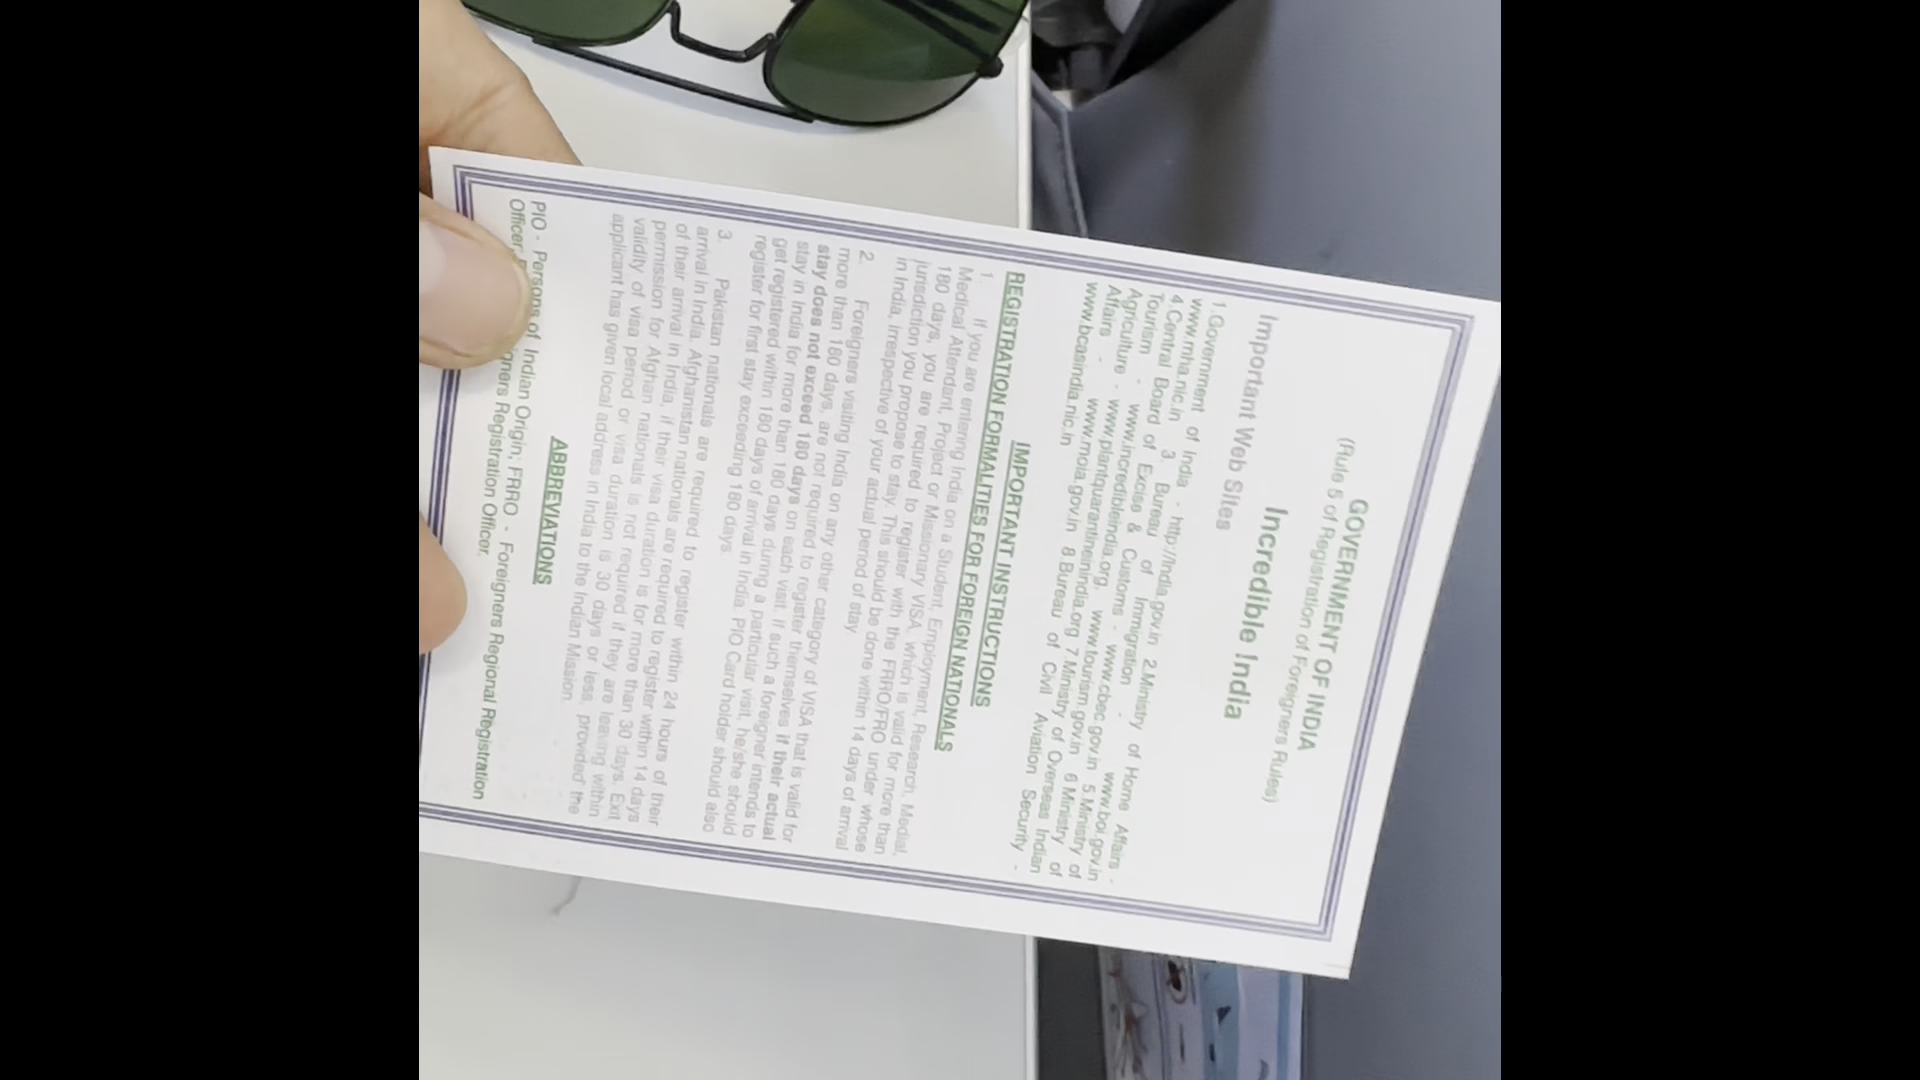 GOVERNMENT OF INDIA
(Rule 5 of Registration of Foreigners Rules)
Incredible India
Important Web Sites
1.Government of India - http://india.gov.in 2.Ministry of Home Affairs -
www.mha.nic.in 3. Bureau of Immigration - www.boi.gov.in
4.Central Board of Excise & Customs - www.cbec.gov.in 5.Ministry of
Tourism - www.incredibleindia.org, www.tourism.gov.in 6 Ministry of
Agriculture - www.plantquarantineinindia.org 7.Ministry of Overseas Indian
Affairs - www.moia.gov.in 8 Bureau of Civil Aviation Security -
www.bcasindia.nic.in
IMPORTANT INSTRUCTIONS
REGISTRATION FORMALITIES FOR FOREIGN NATIONALS
1. If you are entering India on a Student, Employment, Research, Medial,
Medical Attendant, Project or Missionary VISA, which is valid for more than
180 days, you are required to register with the FRRO/FRO under whose
jurisdiction you propose to stay. This should be done within 14 days of arrival
in India, irrespective of your actual period of stay.
2. Foreigners visiting India on any other category of VISA that is valid for
more than 180 days, are not required to register themselves if their actual
stay does not exceed 180 days on each visit. If such a foreigner intends to
stay in India for more than 180 days during a particular visit, he/she should
get registered within 180 days of arrival in India. PIO Card holder should also
register for first stay exceeding 180 days.
3. Pakistan nationals are required to register within 24 hours of their
arrival in India. Afghanistan nationals are required to register within 14 days
of their arrival in India, if their visa duration is for more than 30 days. Exit
permission for Afghan nationals is not required if they are leaving within
validity of visa period or visa duration is 30 days or less, provided the
applicant has given local address in India to the Indian Mission.
ABBREVIATIONS
PIO - Persons of Indian Origin; FRRO - Foreigners Regional Registration
Officer, Registration Officer.